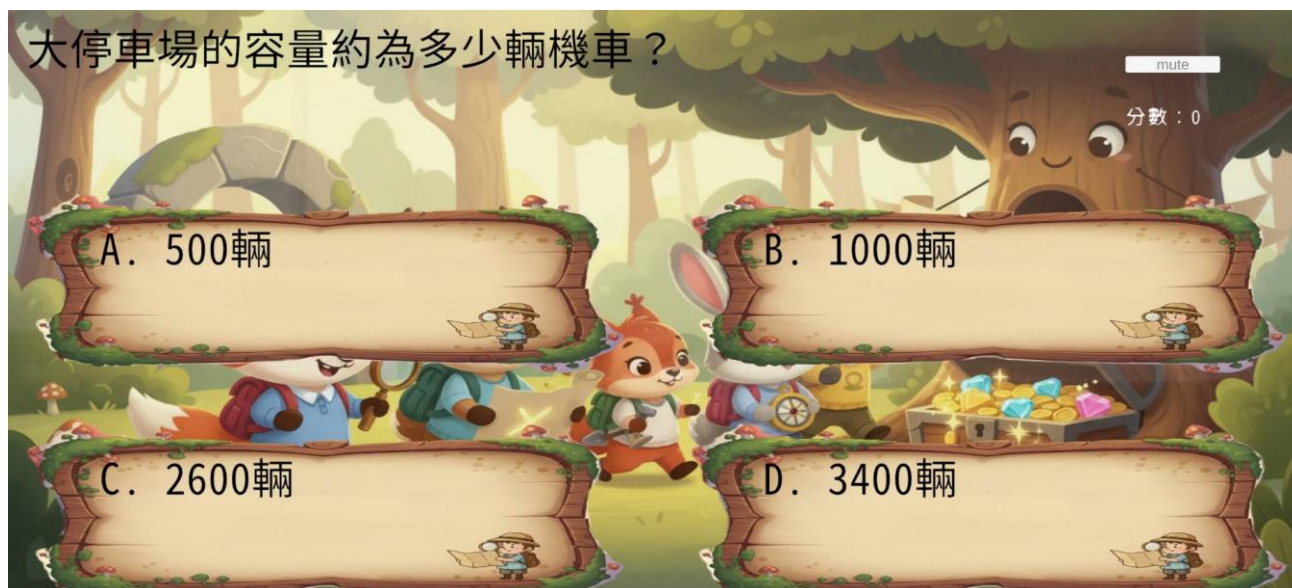 大停車場的容量約為多少輛機車？
mute
分數：0
A. 500輛
B. 1000輛
C. 2600輛
D. 3400輛